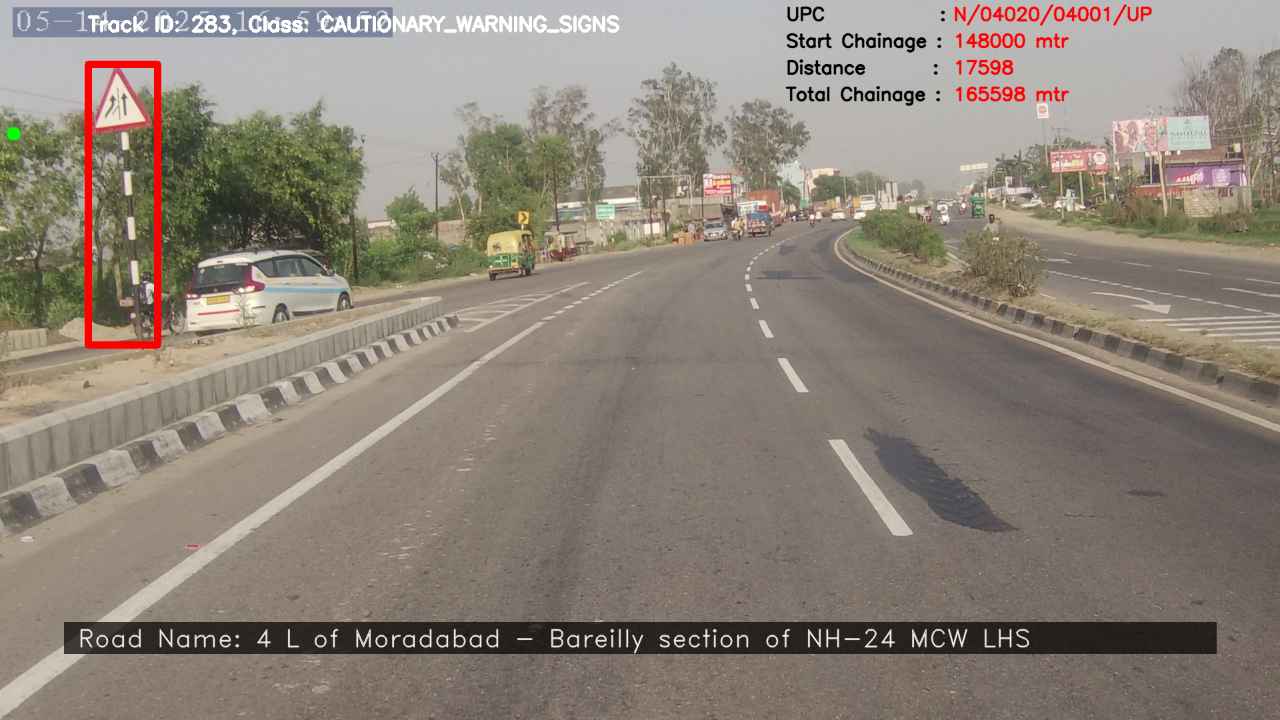 Track ID: 283, Class: CAUTIONARY_WARNING_SIGNS
UPC : N/04020/04001/UP
Start Chainage : 148000 mtr
Distance : 17598
Total Chainage : 165598 mtr
Road Name: 4 L of Moradabad - Bareilly section of NH-24 MCW LHS